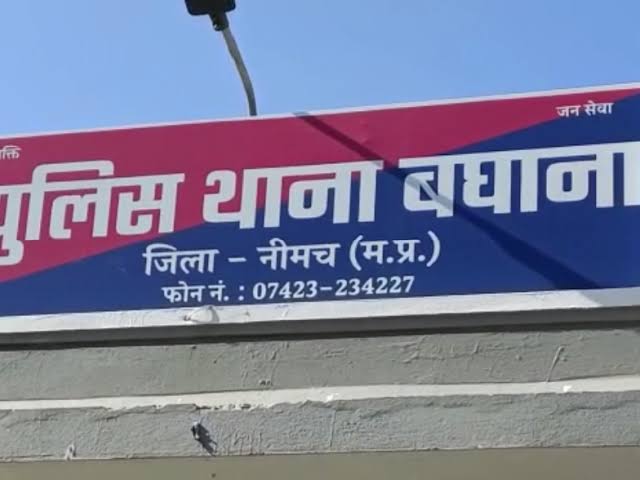 जन सेवा
पुलिस थाना बघाना
जिला - नीमच (म.प्र.)
फोन नं. : 07423-234227